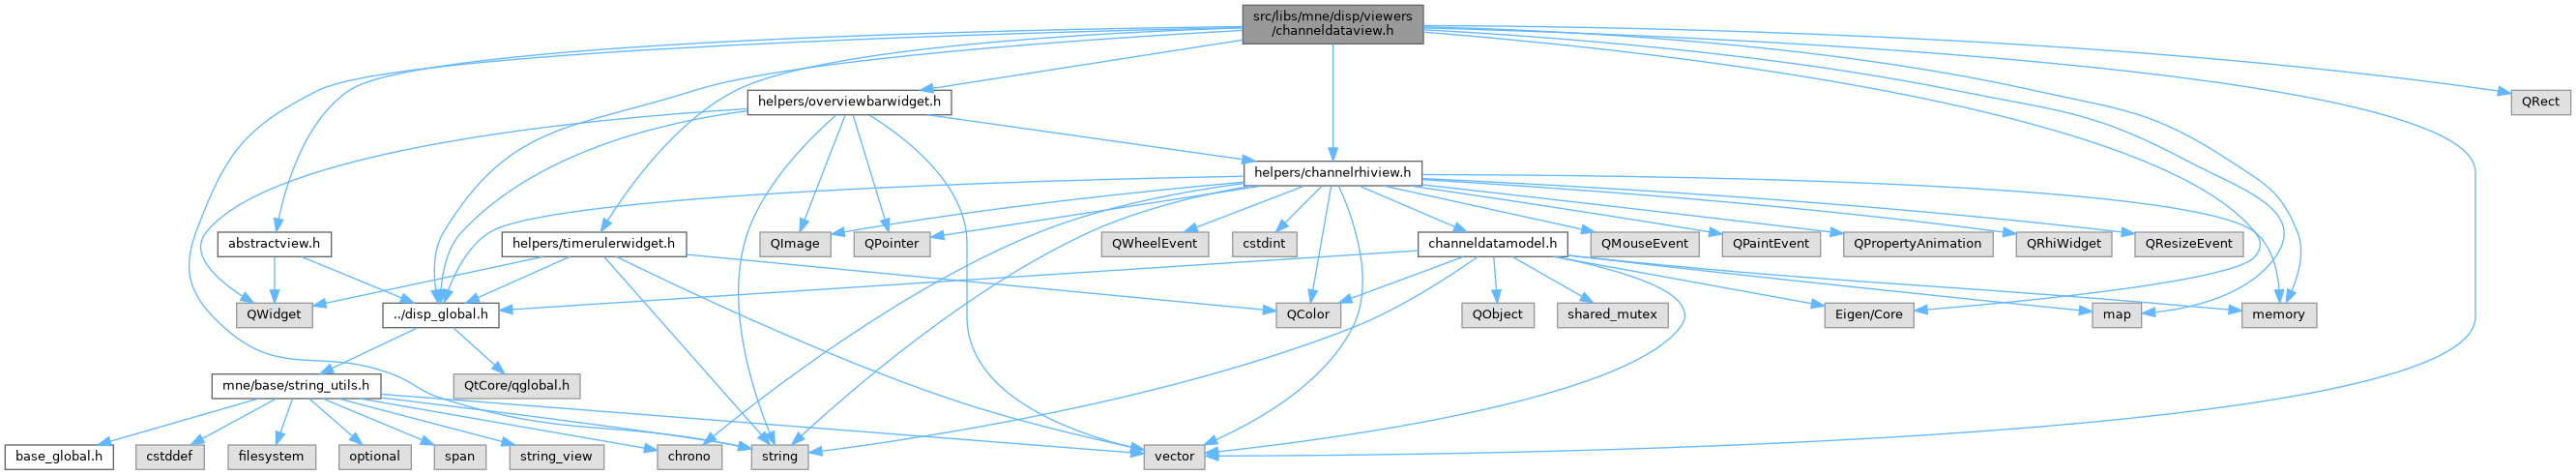 src/libs/mne/disp/viewers
/channeldataview.h
helpers/overviewbarwidget.h
QRect
helpers/channelrhiview.h
abstractview.h
helpers/timerulerwidget.h
QImage
QPointer
QWheelEvent
cstdint
channeldatamodel.h
QMouseEvent
QPaintEvent
QPropertyAnimation
QRhiWidget
QResizeEvent
QWidget
../disp_global.h
QColor
QObject
shared_mutex
Eigen/Core
map
memory
mne/base/string_utils.h
QtCore/qglobal.h
base_global.h
cstddef
filesystem
optional
span
string_view
chrono
string
vector